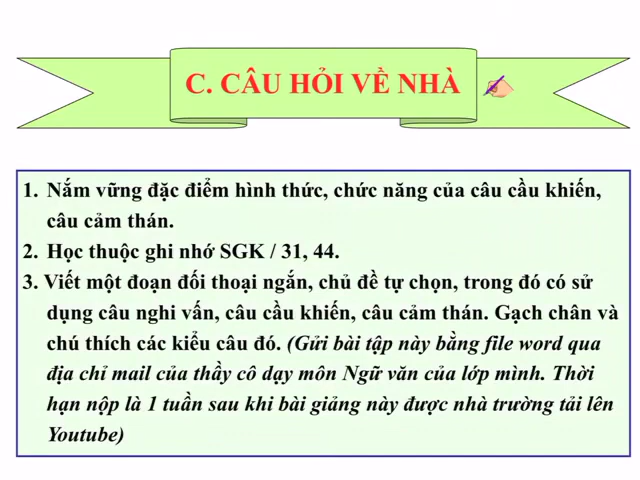 C. CÂU HỎI VỀ NHÀ
1. Nắm vững đặc điểm hình thức, chức năng của câu cầu khiến,
câu cảm thán.
2. Học thuộc ghi nhớ SGK / 31, 44.
3. Viết một đoạn đối thoại ngắn, chủ đề tự chọn, trong đó có sử
dụng câu nghi vấn, câu cầu khiến, câu cảm thán. Gạch chân và
chú thích các kiểu câu đó. (Gửi bài tập này bằng file word qua
địa chỉ mail của thầy cô dạy môn Ngữ văn của lớp mình. Thời
hạn nộp là 1 tuần sau khi bài giảng này được nhà trường tải lên
Youtube)